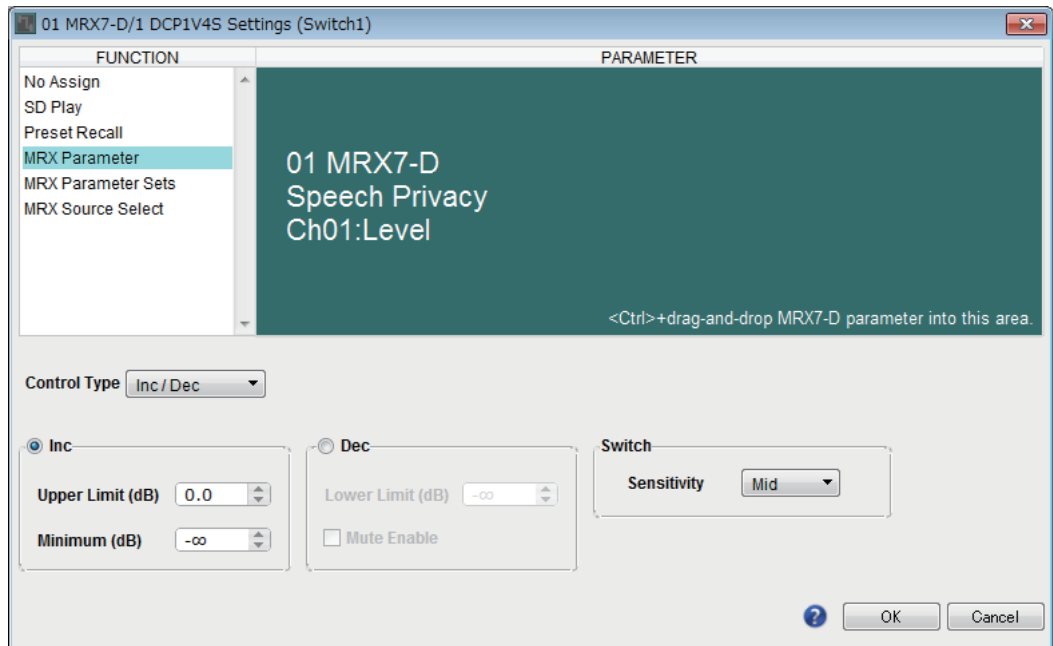 01 MRX7-D/1 DCP1V4S Settings (Switch1)
FUNCTION
PARAMETER
No Assign
SD Play
Preset Recall
MRX Parameter
MRX Parameter Sets
MRX Source Select
01 MRX7-D
Speech Privacy
Ch01:Level
<Ctrl>+drag-and-drop MRX7-D parameter into this area.
Control Type Inc / Dec
Inc
Upper Limit (dB) 0.0
Minimum (dB) -∞
Dec
Lower Limit (dB) -∞
Mute Enable
Switch
Sensitivity Mid
? OK Cancel